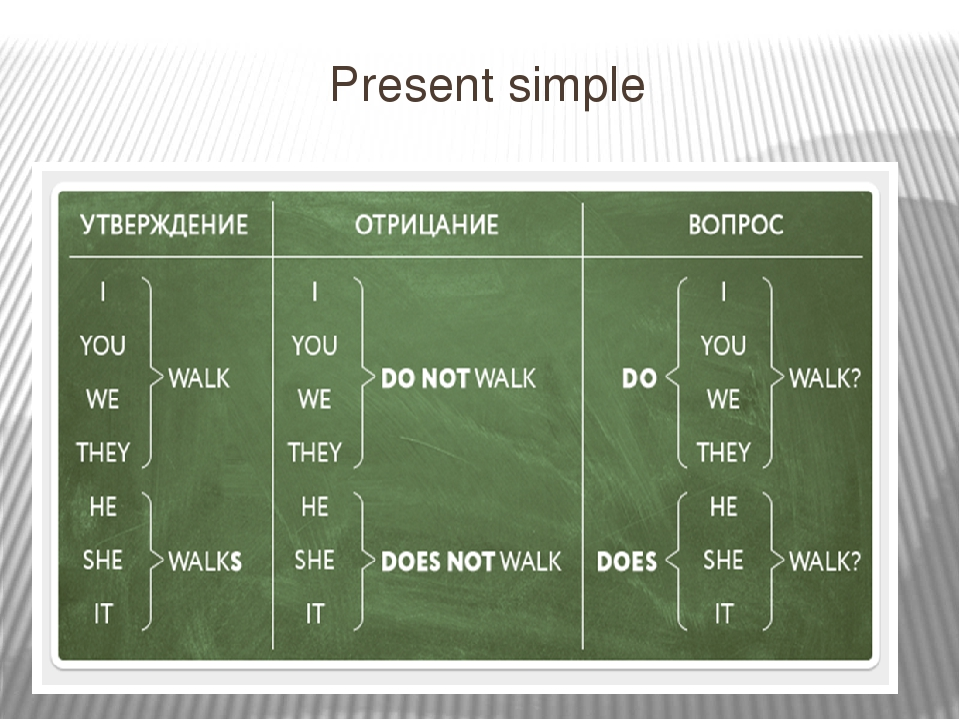 Present simple
УТВЕРЖДЕНИЕ ОТРИЦАНИЕ ВОПРОС
I I I
YOU YOU YOU
WALK DO NOT WALK DO WALK?
WE WE WE
THEY THEY THEY
HE HE HE
SHE WALKS SHE DOES NOT WALK DOES SHE WALK?
IT IT IT